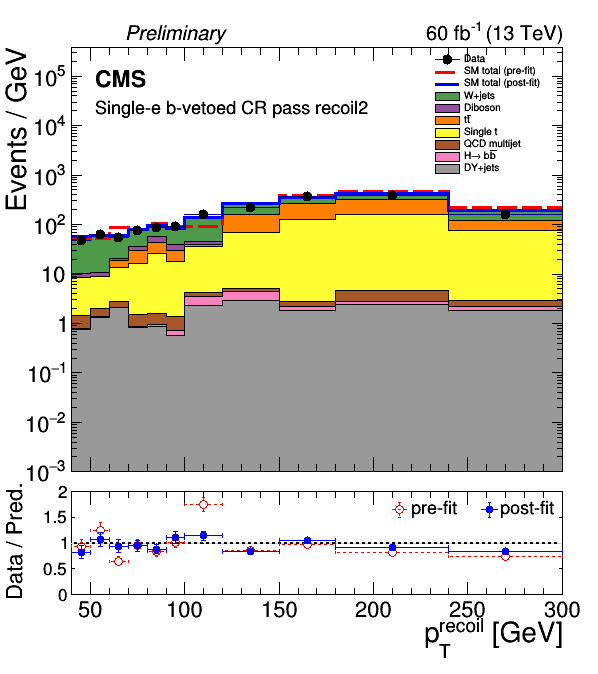 Preliminary
60 fb⁻¹ (13 TeV)
CMS
Single-e b-vetoed CR pass recoil2
Data
SM total (pre-fit)
SM total (post-fit)
W+jets
Diboson
tt̄
Single t
QCD multijet
H→ bb̄
DY+jets
Events / GeV
10⁵
10⁴
10³
10²
10
1
10⁻¹
10⁻²
10⁻³
Data / Pred.
2
1.5
1
0.5
0
pre-fit
post-fit
50 100 150 200 250 300
p_T^recoil [GeV]